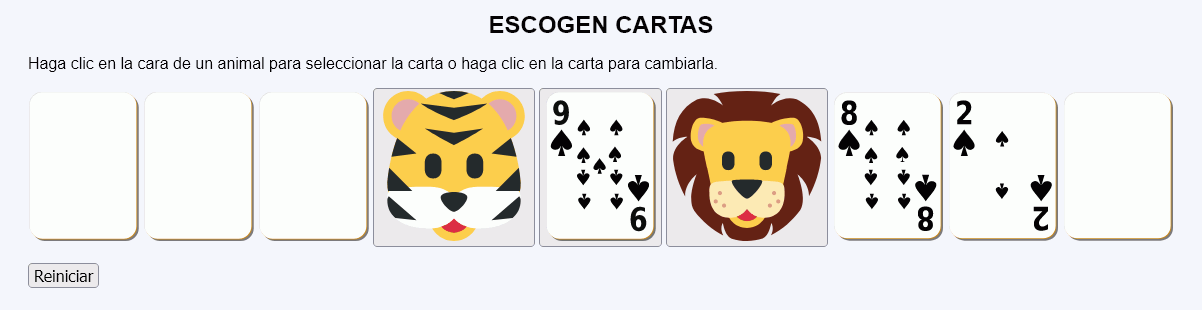 ESCOGEN CARTAS
Haga clic en la cara de un animal para seleccionar la carta o haga clic en la carta para cambiarla.
9 8 2
9 8 2
Reiniciar